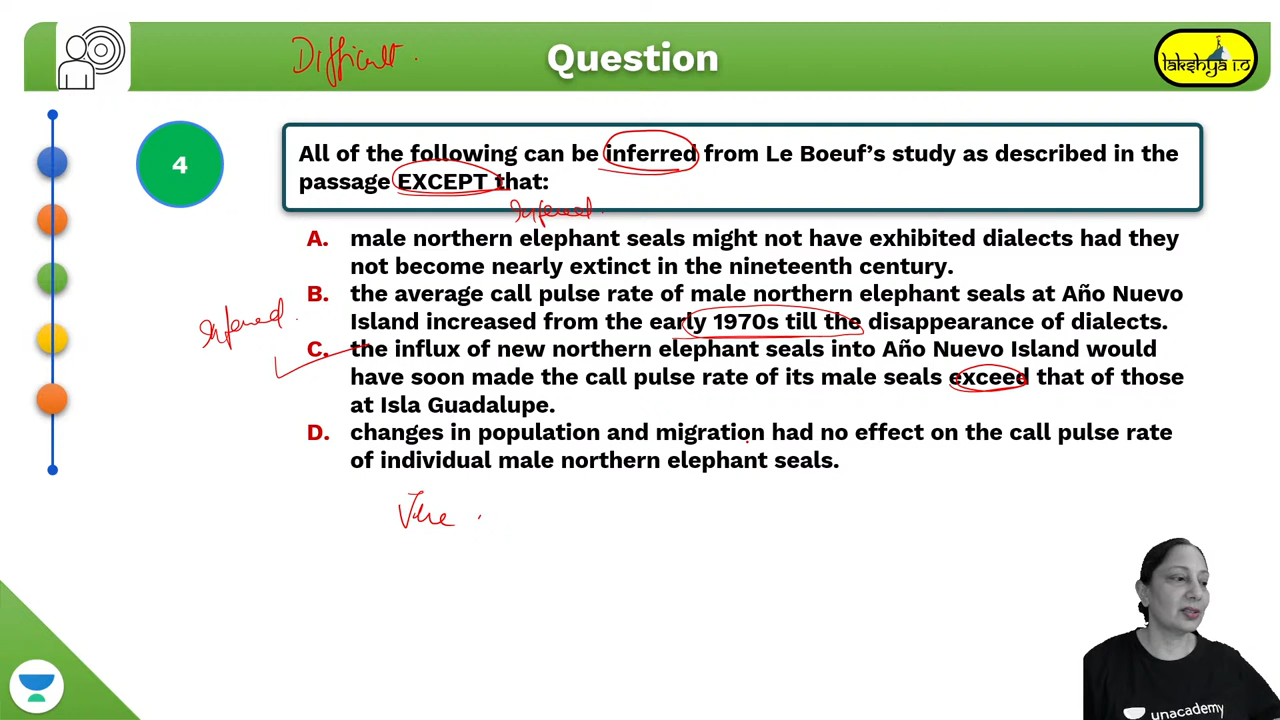 Difficult.
Question
lakshya 1.0
4
All of the following can be inferred from Le Boeuf's study as described in the
passage EXCEPT that:
Inferred.
A. male northern elephant seals might not have exhibited dialects had they
not become nearly extinct in the nineteenth century.
B. the average call pulse rate of male northern elephant seals at Año Nuevo
Island increased from the early 1970s till the disappearance of dialects.
Inferred.
C. the influx of new northern elephant seals into Año Nuevo Island would
have soon made the call pulse rate of its male seals exceed that of those
at Isla Guadalupe.
D. changes in population and migration had no effect on the call pulse rate
of individual male northern elephant seals.
unacademy